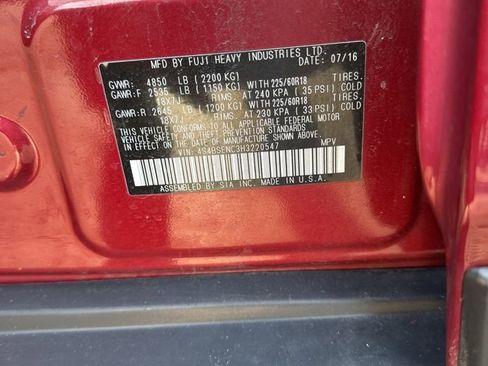 MFD BY FUJI HEAVY INDUSTRIES LTD.
DATE: 07/16
GVWR: 4850 LB (2200 KG)
GAWR:F 2535 LB (1150 KG) WITH 225/60R18 TIRES.
18X7J RIMS, AT 240 KPA (35 PSI) COLD
GAWR:R 2645 LB (1200 KG) WITH 225/60R18 TIRES.
18X7J RIMS, AT 230 KPA (33 PSI) COLD
THIS VEHICLE CONFORMS TO ALL APPLICABLE FEDERAL MOTOR
VEHICLE SAFETY AND THEFT PREVENTION STANDARDS IN
EFFECT ON THE DATE OF MANUFACTURE SHOWN ABOVE.
VIN: 4S4BSENC3H3220547 MPV
ASSEMBLED BY SIA INC. MADE IN U.S.A.